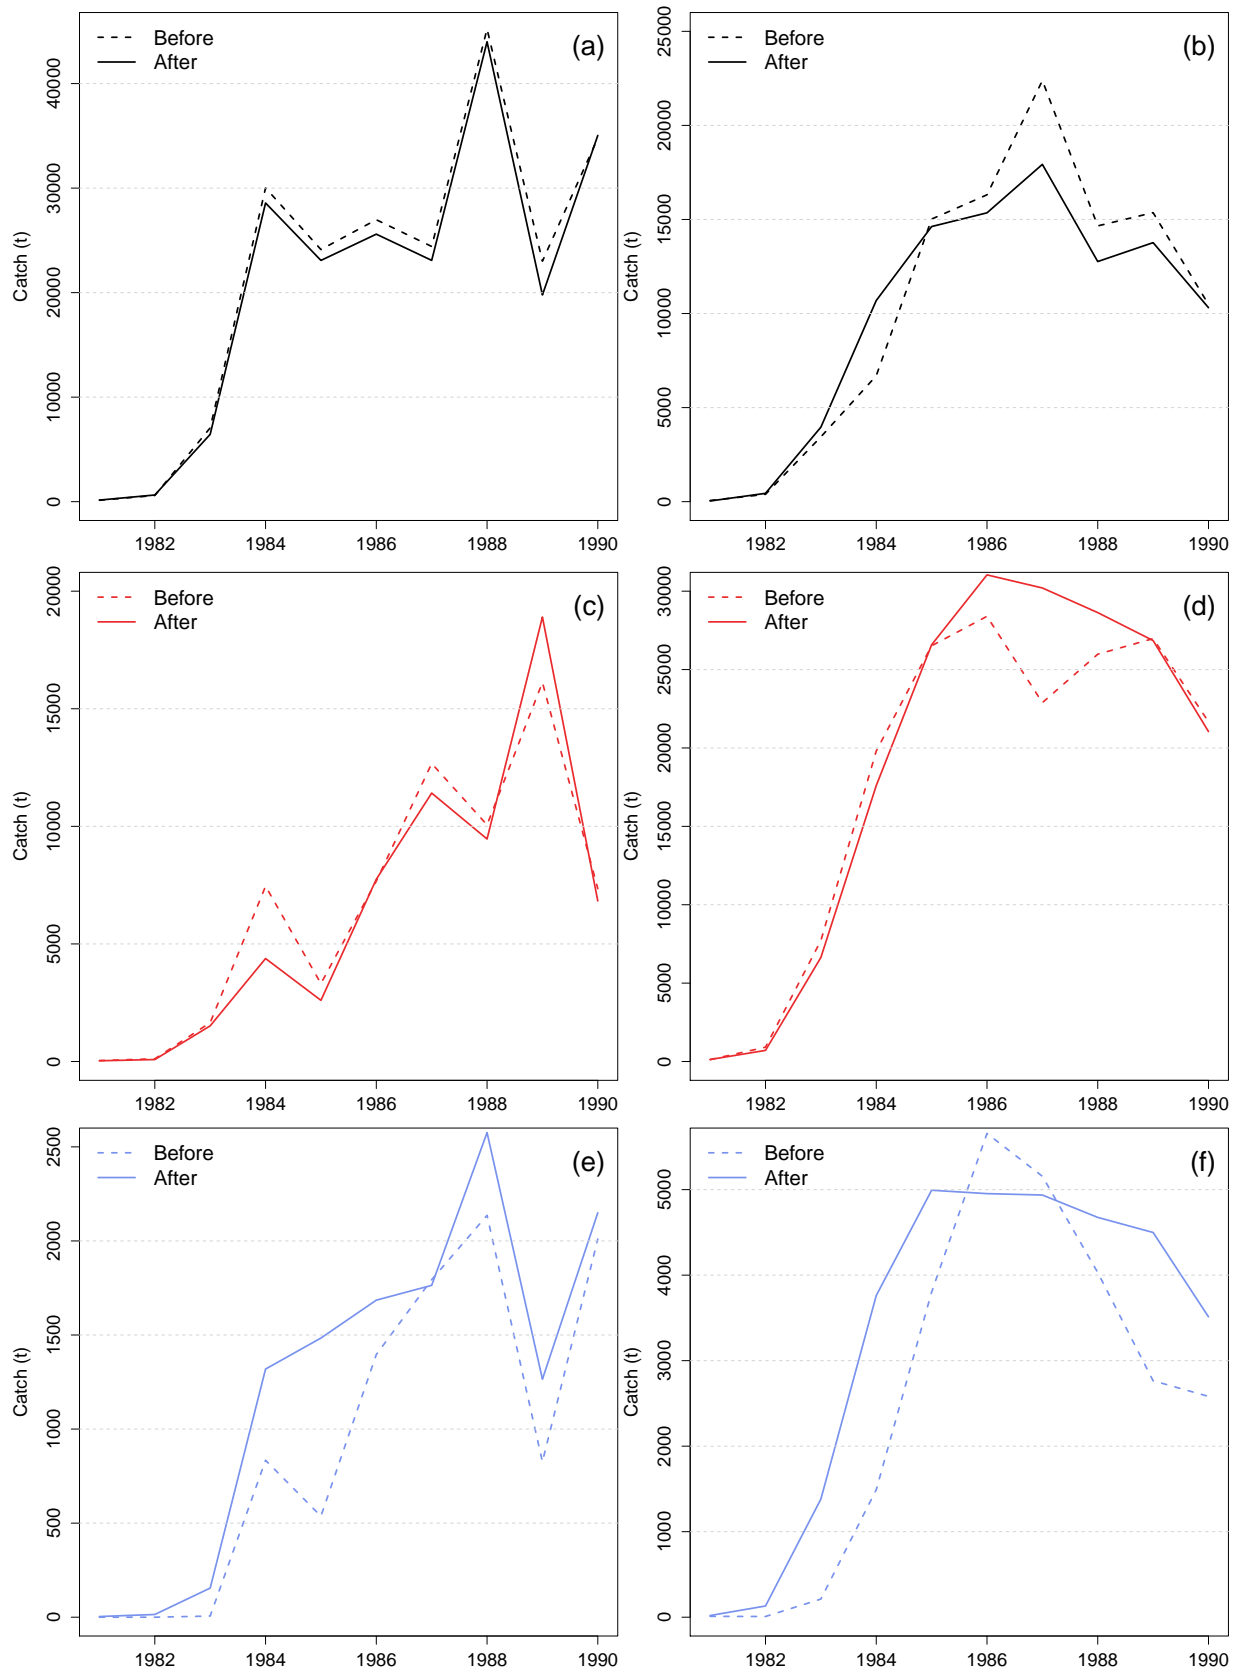 Before
After
(a)
Catch (t)
0
10000
20000
30000
40000
1982
1984
1986
1988
1990
Before
After
(b)
Catch (t)
0
5000
10000
15000
20000
25000
1982
1984
1986
1988
1990
Before
After
(c)
Catch (t)
0
5000
10000
15000
20000
1982
1984
1986
1988
1990
Before
After
(d)
Catch (t)
0
5000
10000
15000
20000
25000
30000
1982
1984
1986
1988
1990
Before
After
(e)
Catch (t)
0
500
1000
1500
2000
2500
1982
1984
1986
1988
1990
Before
After
(f)
Catch (t)
0
1000
2000
3000
4000
5000
1982
1984
1986
1988
1990